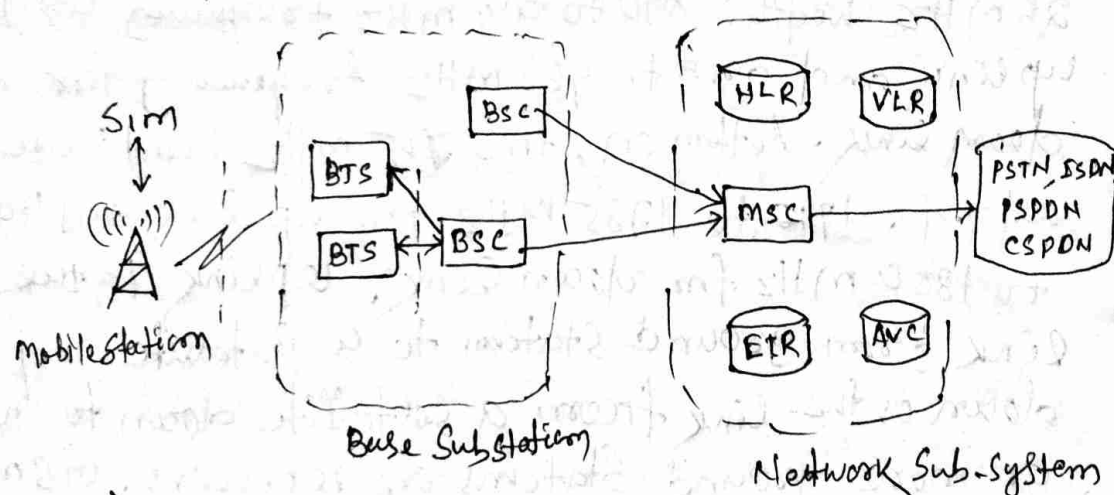 Sim
Mobile Station
BTS
BTS
BSC
BSC
Base Substation
HLR
VLR
MSC
EIR
AVC
Network Sub-System
PSTN, ISDN
PSPDN
CSPDN